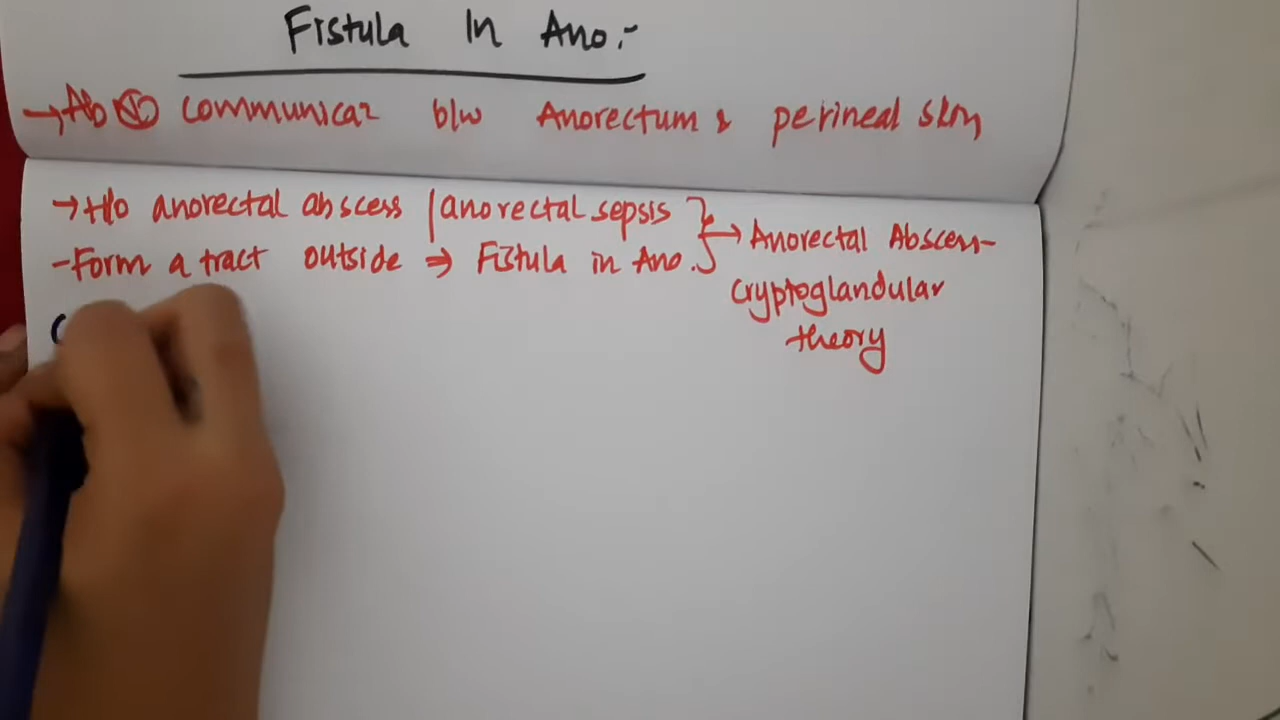 Fistula In Ano :-
→ Ab Ⓝ communicaⁿ b/w Anorectum & perineal skin
→ H/o anorectal abscess / anorectal sepsis
- Form a tract outside ⇒ Fistula in Ano.
→ Anorectal Abscess-
cryptoglandular
theory